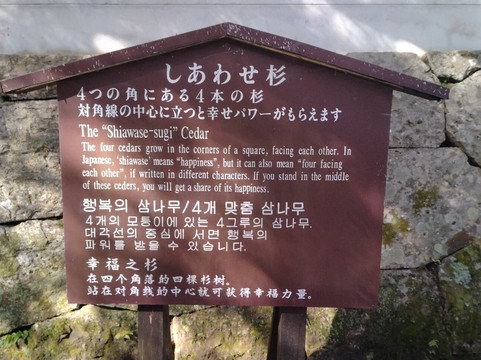 しあわせ杉
4つの角にある4本の杉
対角線の中心に立つと幸せパワーがもらえます
The "Shiawase-sugi" Cedar
The four cedars grow in the corners of a square, facing each other. In
Japanese, 'shiawase' means "happiness", but it can also mean "four facing
each other", if written in different characters. If you stand in the middle
of these ceders, you will get a share of its happiness.
행복의 삼나무/4개 맞춤 삼나무
4개의 모퉁이에 있는 4그루의 삼나무.
대각선의 중심에 서면 행복의
파워를 받을 수 있습니다.
幸福之杉
在四个角落的四棵杉树。
站在对角线的中心就可获得幸福力量。